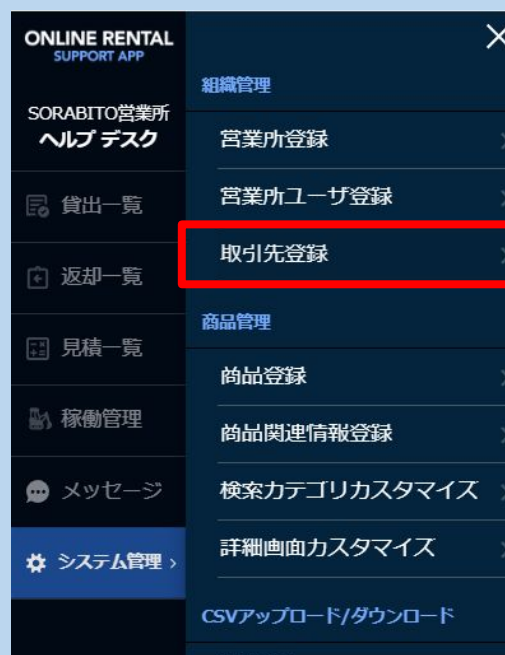 ONLINE RENTAL
SUPPORT APP
SORABITO営業所
ヘルプ デスク
貸出一覧
返却一覧
見積一覧
稼働管理
メッセージ
システム管理
組織管理
営業所登録
営業所ユーザ登録
取引先登録
商品管理
商品登録
商品関連情報登録
検索カテゴリカスタマイズ
詳細画面カスタマイズ
CSVアップロード/ダウンロード